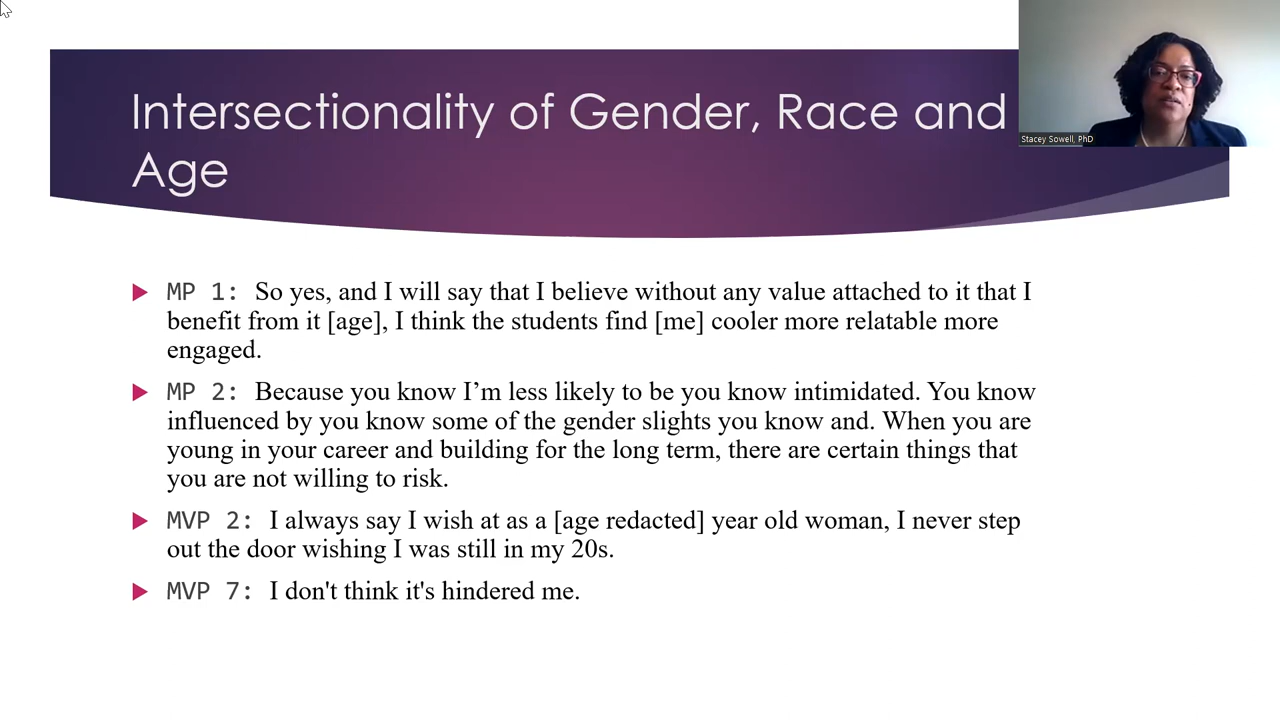 Intersectionality of Gender, Race and
Age
Stacey Sowell, PhD
MP 1: So yes, and I will say that I believe without any value attached to it that I
benefit from it [age], I think the students find [me] cooler more relatable more
engaged.
MP 2: Because you know I’m less likely to be you know intimidated. You know
influenced by you know some of the gender slights you know and. When you are
young in your career and building for the long term, there are certain things that
you are not willing to risk.
MVP 2: I always say I wish at as a [age redacted] year old woman, I never step
out the door wishing I was still in my 20s.
MVP 7: I don't think it's hindered me.